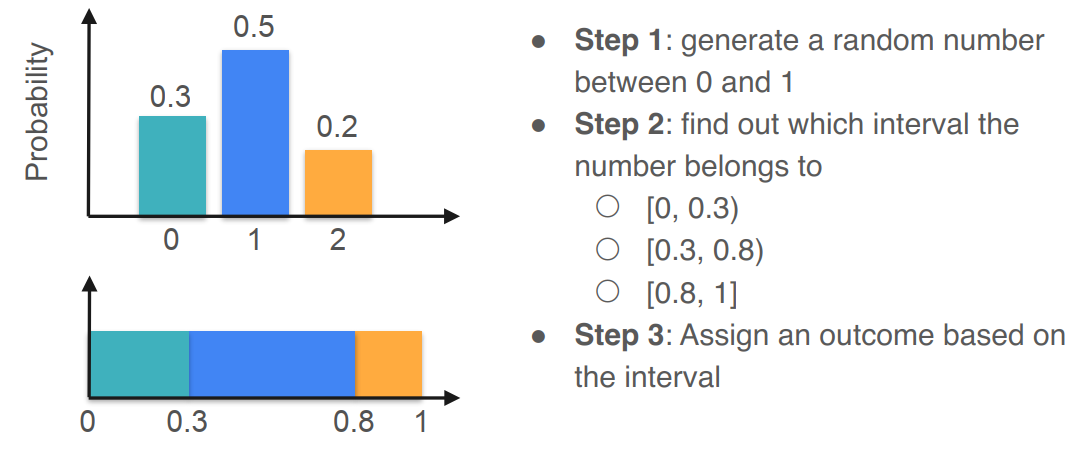 0.5
0.3
0.2
Probability
0 1 2
0 0.3 0.8 1
● Step 1: generate a random number
between 0 and 1
● Step 2: find out which interval the
number belongs to
○ [0, 0.3)
○ [0.3, 0.8)
○ [0.8, 1]
● Step 3: Assign an outcome based on
the interval